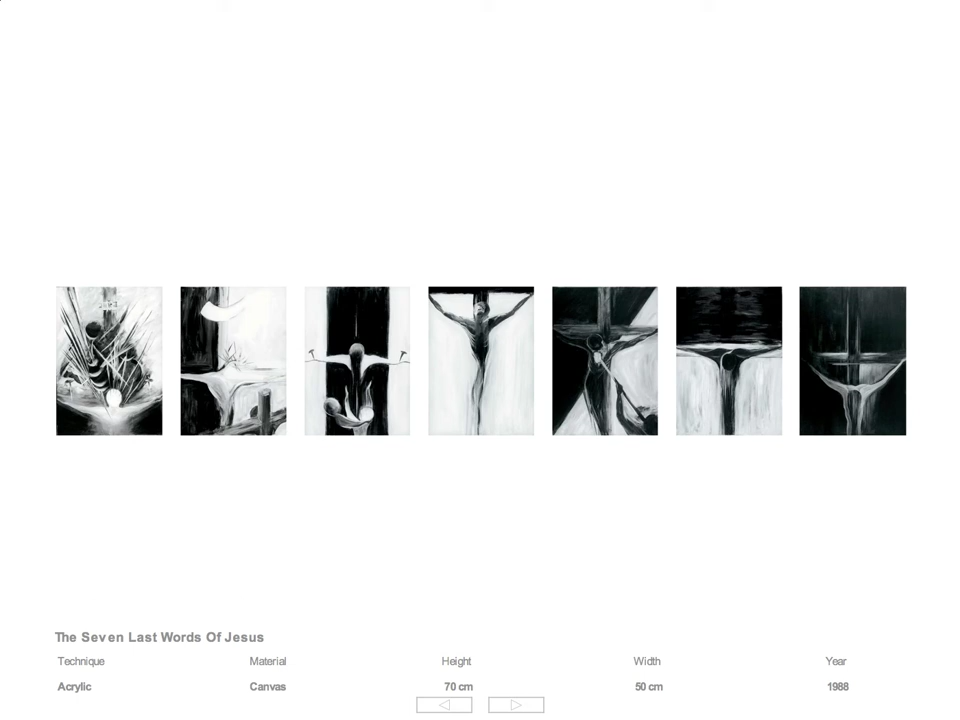 The Seven Last Words Of Jesus
Technique Material Height Width Year
Acrylic Canvas 70 cm 50 cm 1988